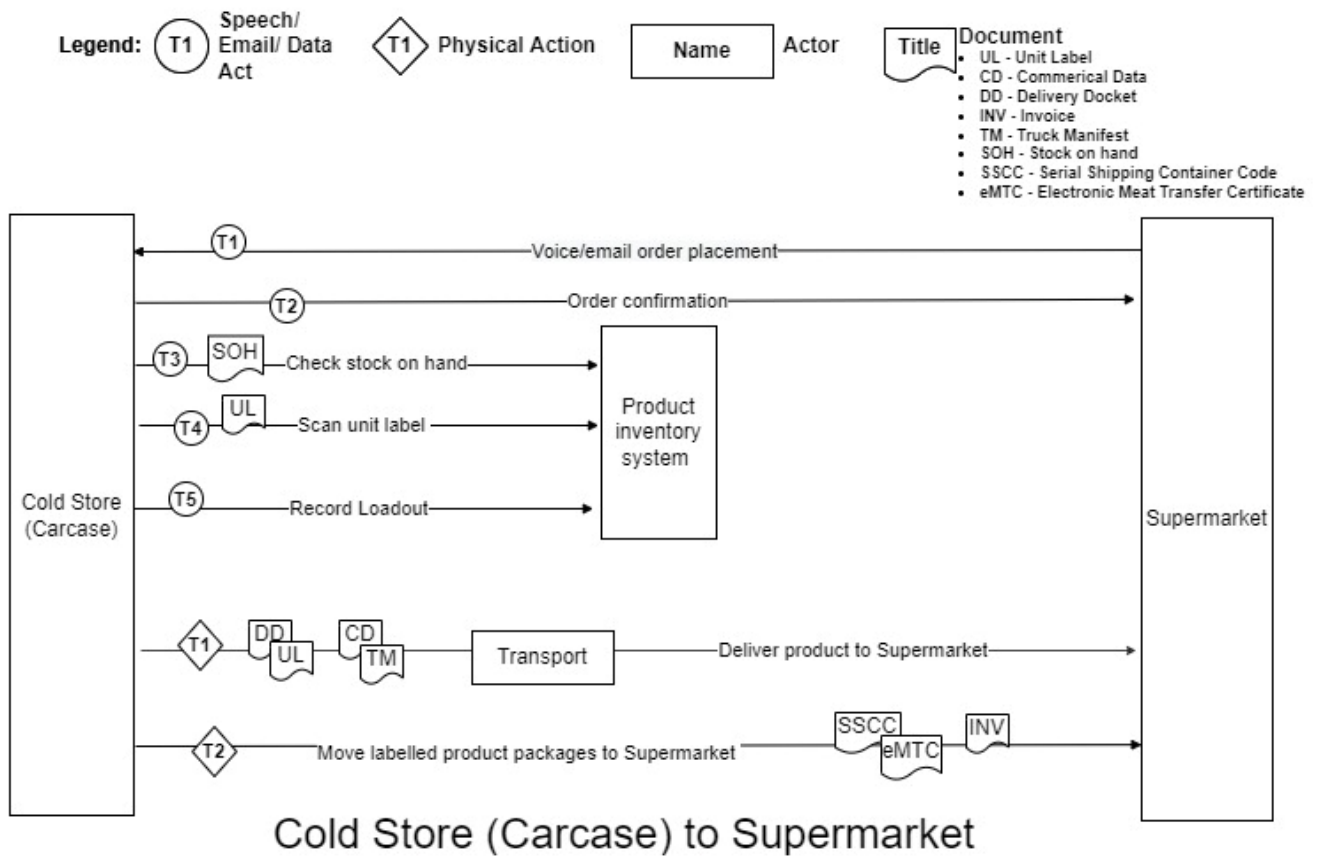 Legend:
T1
Speech/
Email/ Data
Act
T1
Physical Action
Name
Actor
Title
Document
• UL - Unit Label
• CD - Commerical Data
• DD - Delivery Docket
• INV - Invoice
• TM - Truck Manifest
• SOH - Stock on hand
• SSCC - Serial Shipping Container Code
• eMTC - Electronic Meat Transfer Certificate
Cold Store
(Carcase)
T1
Voice/email order placement
T2
Order confirmation
T3
SOH
Check stock on hand
T4
UL
Scan unit label
T5
Record Loadout
Product
inventory
system
Supermarket
T1
DD
UL
CD
TM
Transport
Deliver product to Supermarket
T2
Move labelled product packages to Supermarket
SSCC
eMTC
INV
Cold Store (Carcase) to Supermarket